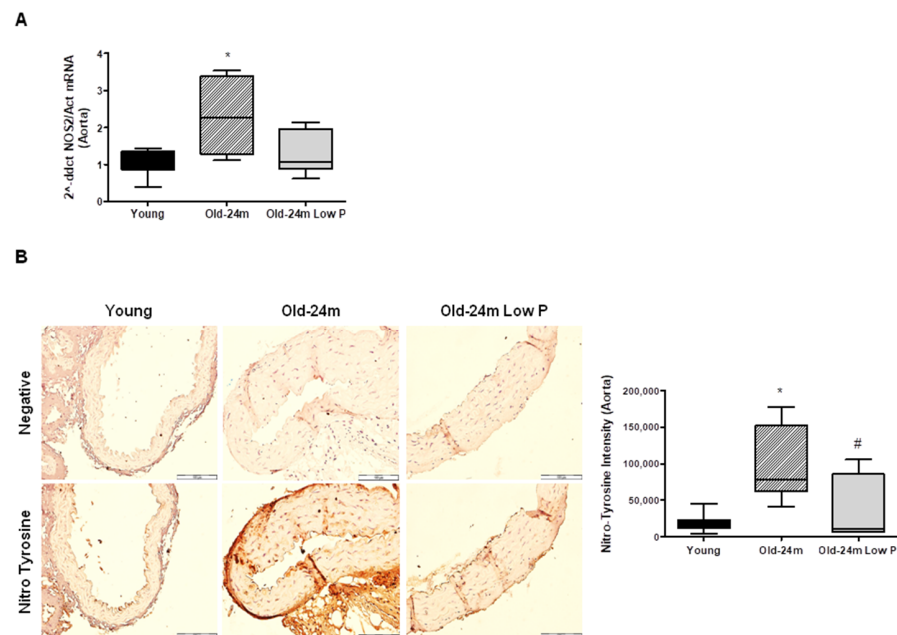 A
2^-ddct NOS2/Act mRNA
(Aorta)
4
3
2
1
0
*
Young
Old-24m
Old-24m Low P
B
Young
Old-24m
Old-24m Low P
Negative
Nitro Tyrosine
Nitro-Tyrosine Intensity (Aorta)
200,000
150,000
100,000
50,000
0
*
#
Young
Old-24m
Old-24m Low P